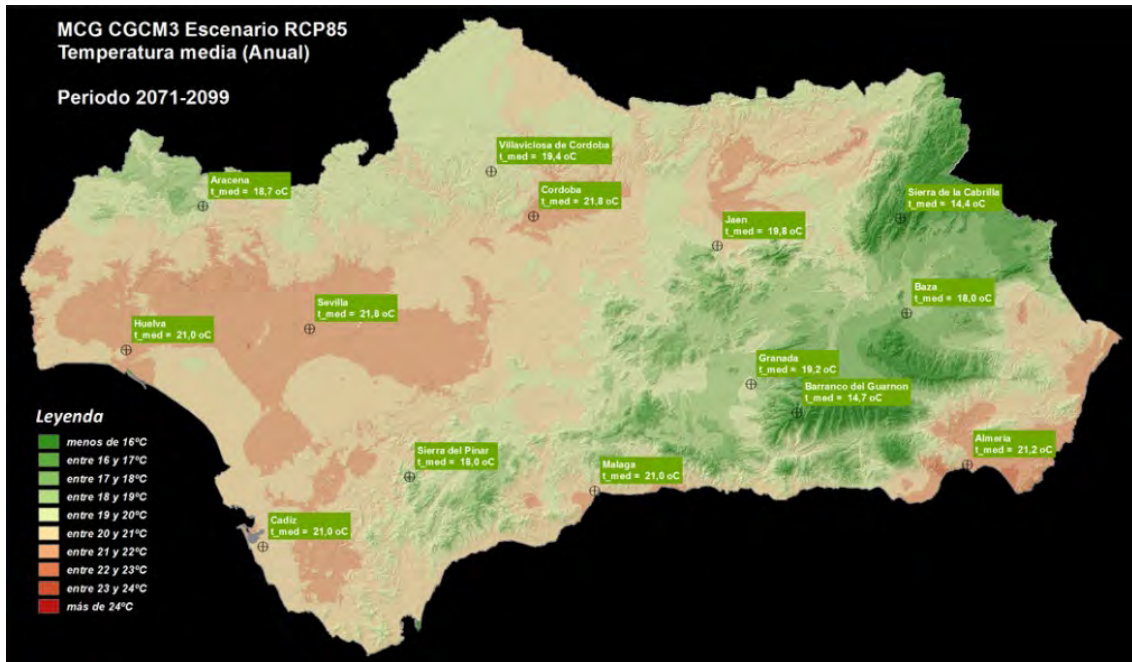 MCG CGCM3 Escenario RCP85
Temperatura media (Anual)
Periodo 2071-2099
Villaviciosa de Cordoba
t_med = 19,4 oC
Aracena
t_med = 18,7 oC
Cordoba
t_med = 21,8 oC
Sierra de la Cabrilla
t_med = 14,4 oC
Jaen
t_med = 19,8 oC
Baza
t_med = 18,0 oC
Sevilla
t_med = 21,8 oC
Huelva
t_med = 21,0 oC
Granada
t_med = 19,2 oC
Barranco del Guarnon
t_med = 14,7 oC
Sierra del Pinar
t_med = 18,0 oC
Malaga
t_med = 21,0 oC
Almeria
t_med = 21,2 oC
Cadiz
t_med = 21,0 oC
Leyenda
menos de 16ºC
entre 16 y 17ºC
entre 17 y 18ºC
entre 18 y 19ºC
entre 19 y 20ºC
entre 20 y 21ºC
entre 21 y 22ºC
entre 22 y 23ºC
entre 23 y 24ºC
más de 24ºC